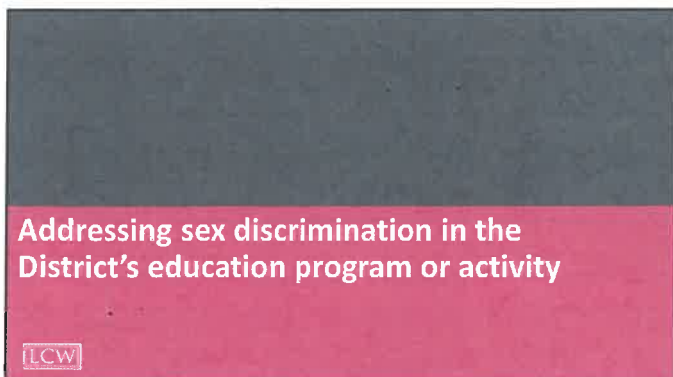 Addressing sex discrimination in the
District's education program or activity
LCW